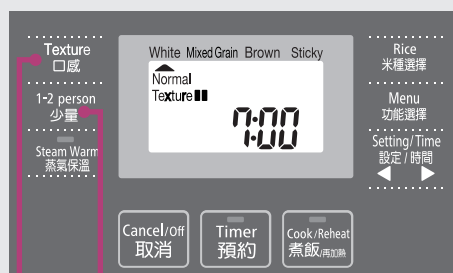 Texture
口感
1-2 person
少量
Steam Warm
蒸氣保溫
White Mixed Grain Brown Sticky
Normal
Texture
7:00
Rice
米種選擇
Menu
功能選擇
Setting/Time
設定/時間
Cancel/Off
取消
Timer
預約
Cook/Reheat
煮飯/再加熱